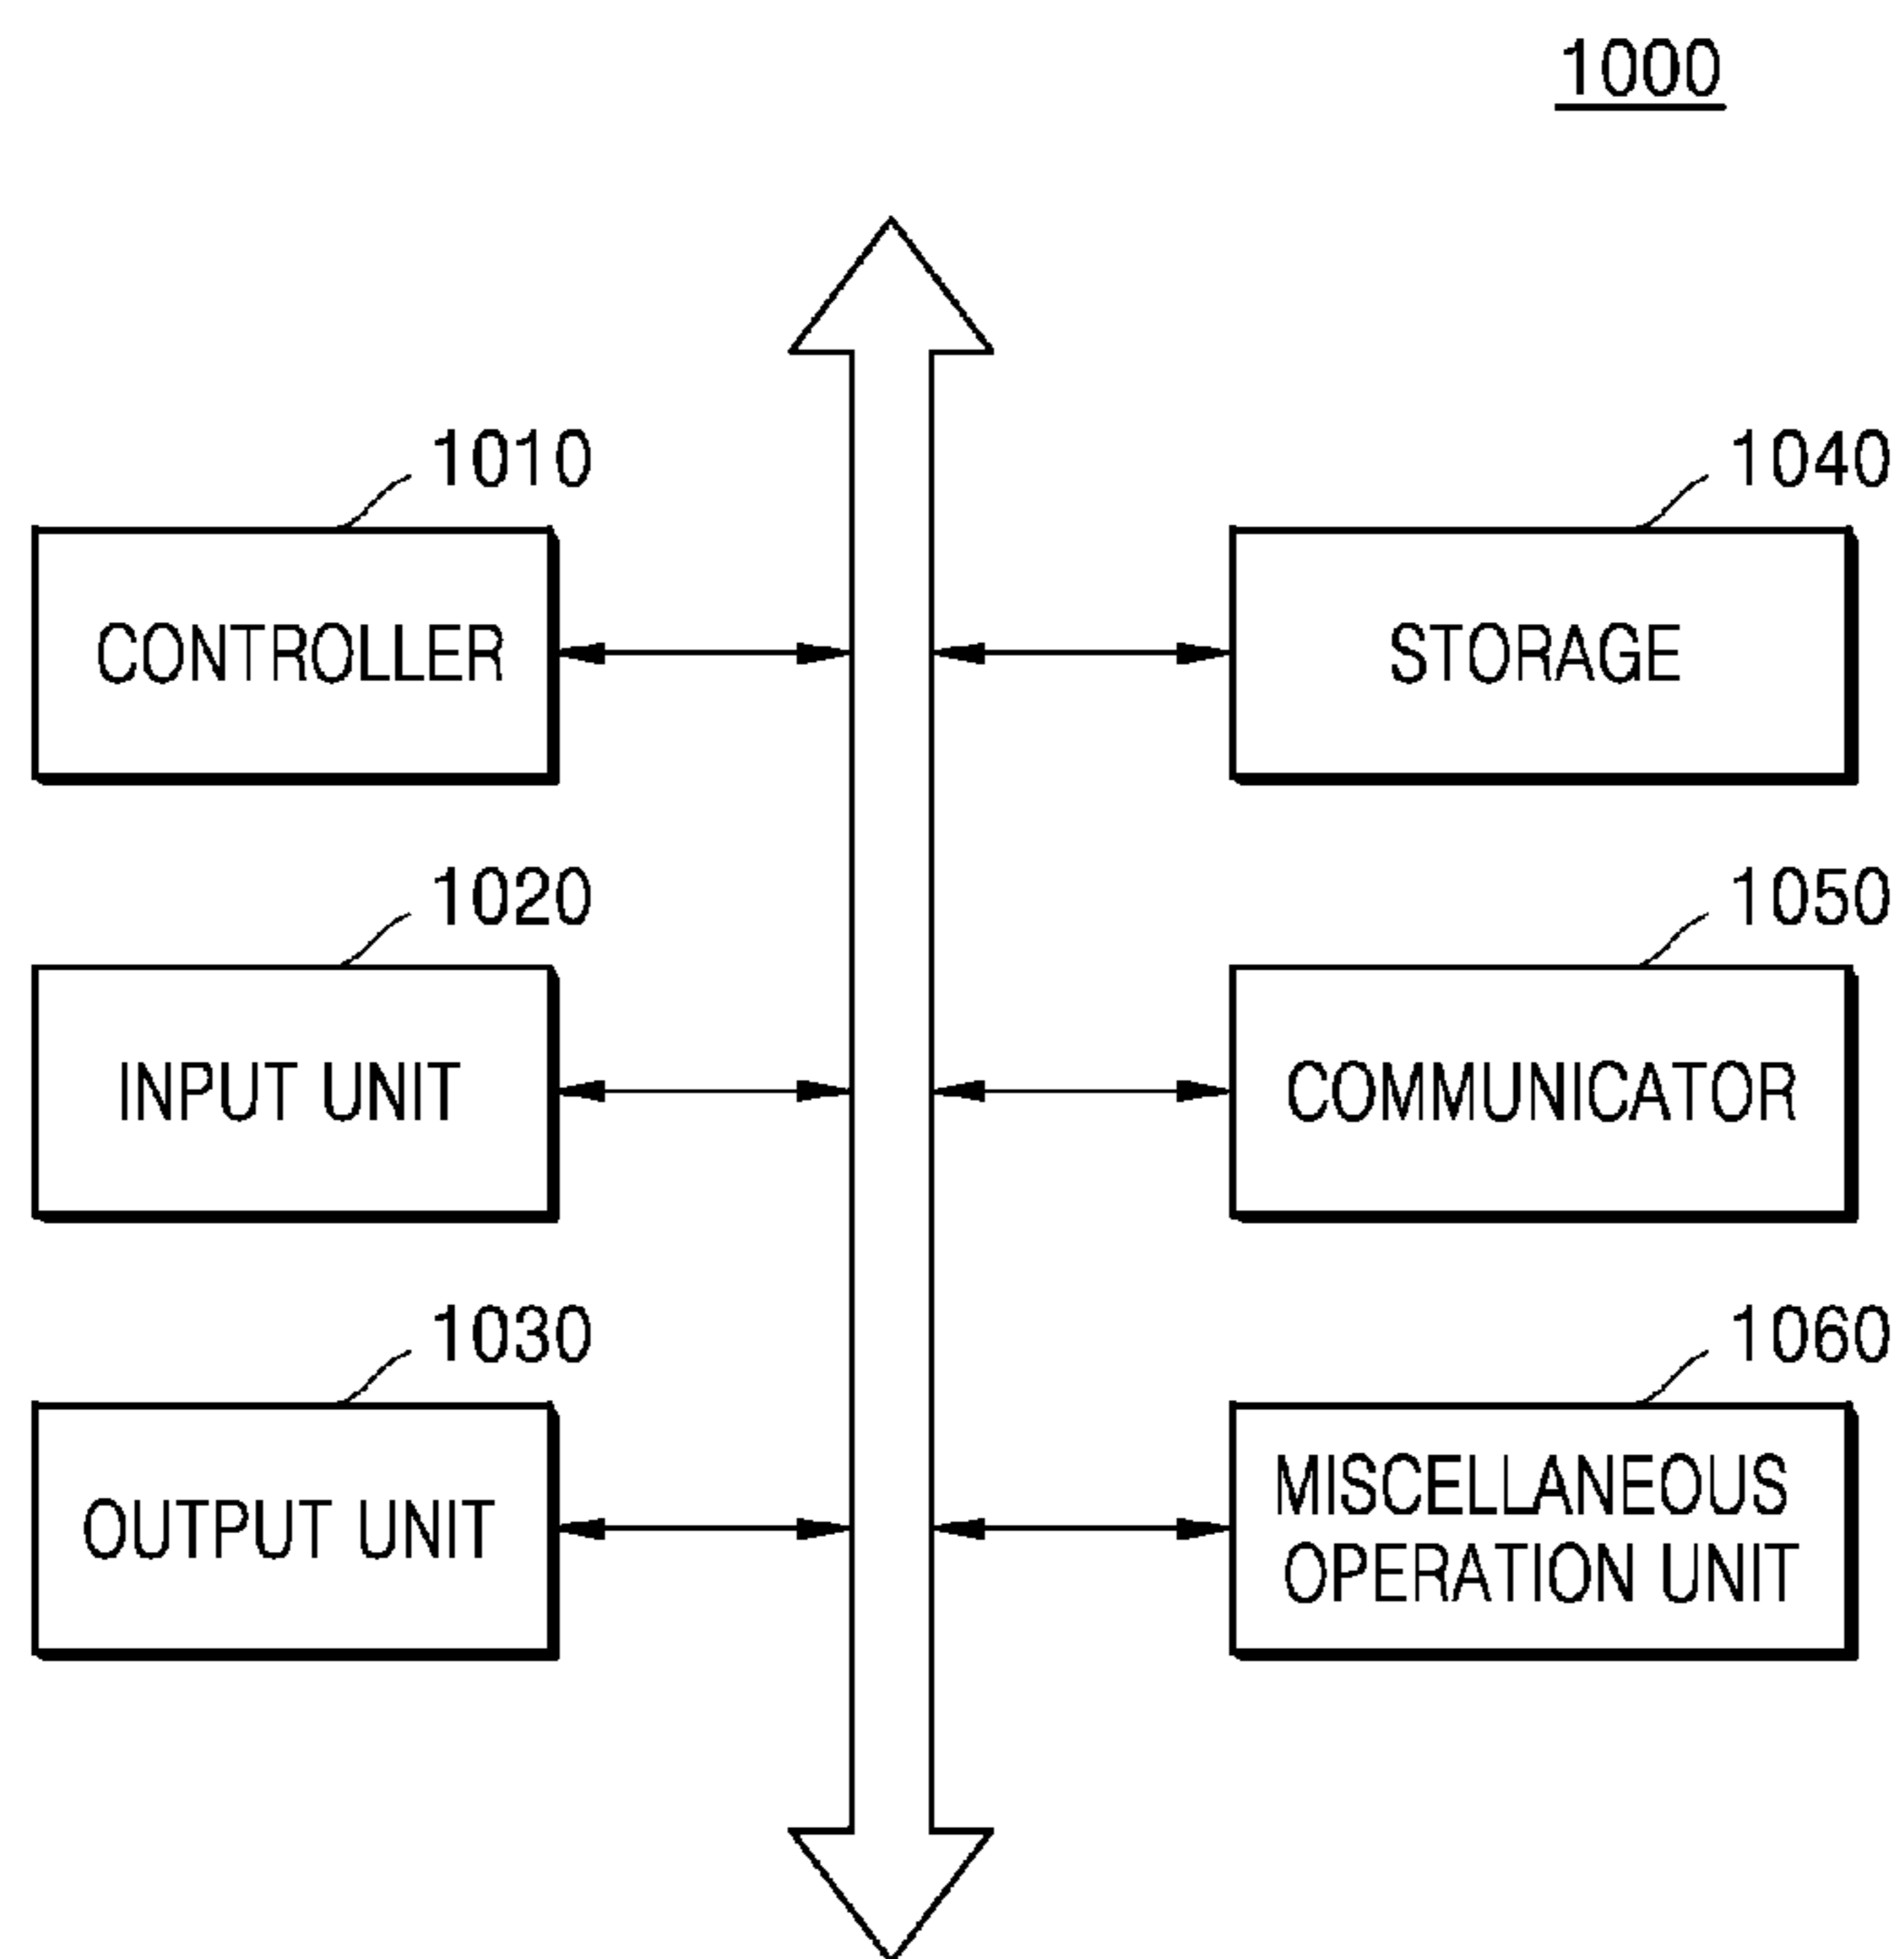 1000
1010
CONTROLLER
1020
INPUT UNIT
1030
OUTPUT UNIT
1040
STORAGE
1050
COMMUNICATOR
1060
MISCELLANEOUS
OPERATION UNIT